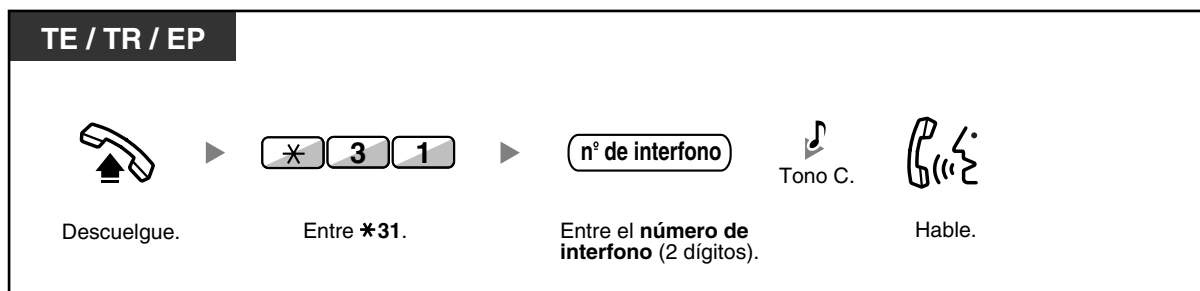 TE / TR / EP
✱ 3 1
nº de interfono
Tono C.
Descuelgue.
Entre ✱31.
Entre el número de
interfono (2 dígitos).
Hable.